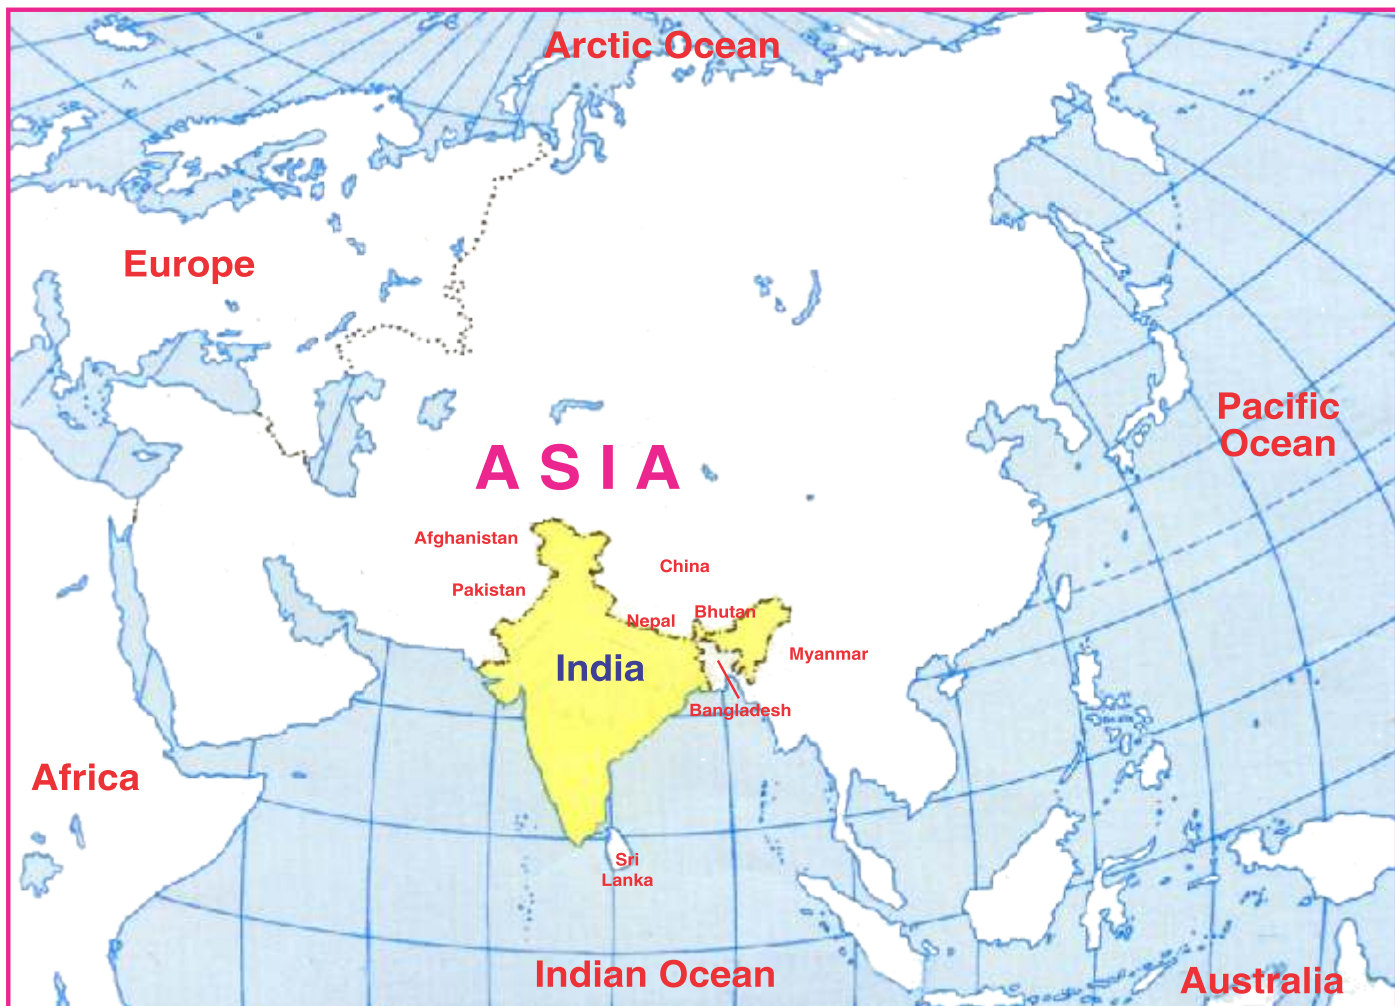 Arctic Ocean
Europe
Pacific
Ocean
ASIA
Afghanistan
China
Pakistan
Bhutan
Nepal
Myanmar
India
Bangladesh
Africa
Sri
Lanka
Indian Ocean
Australia